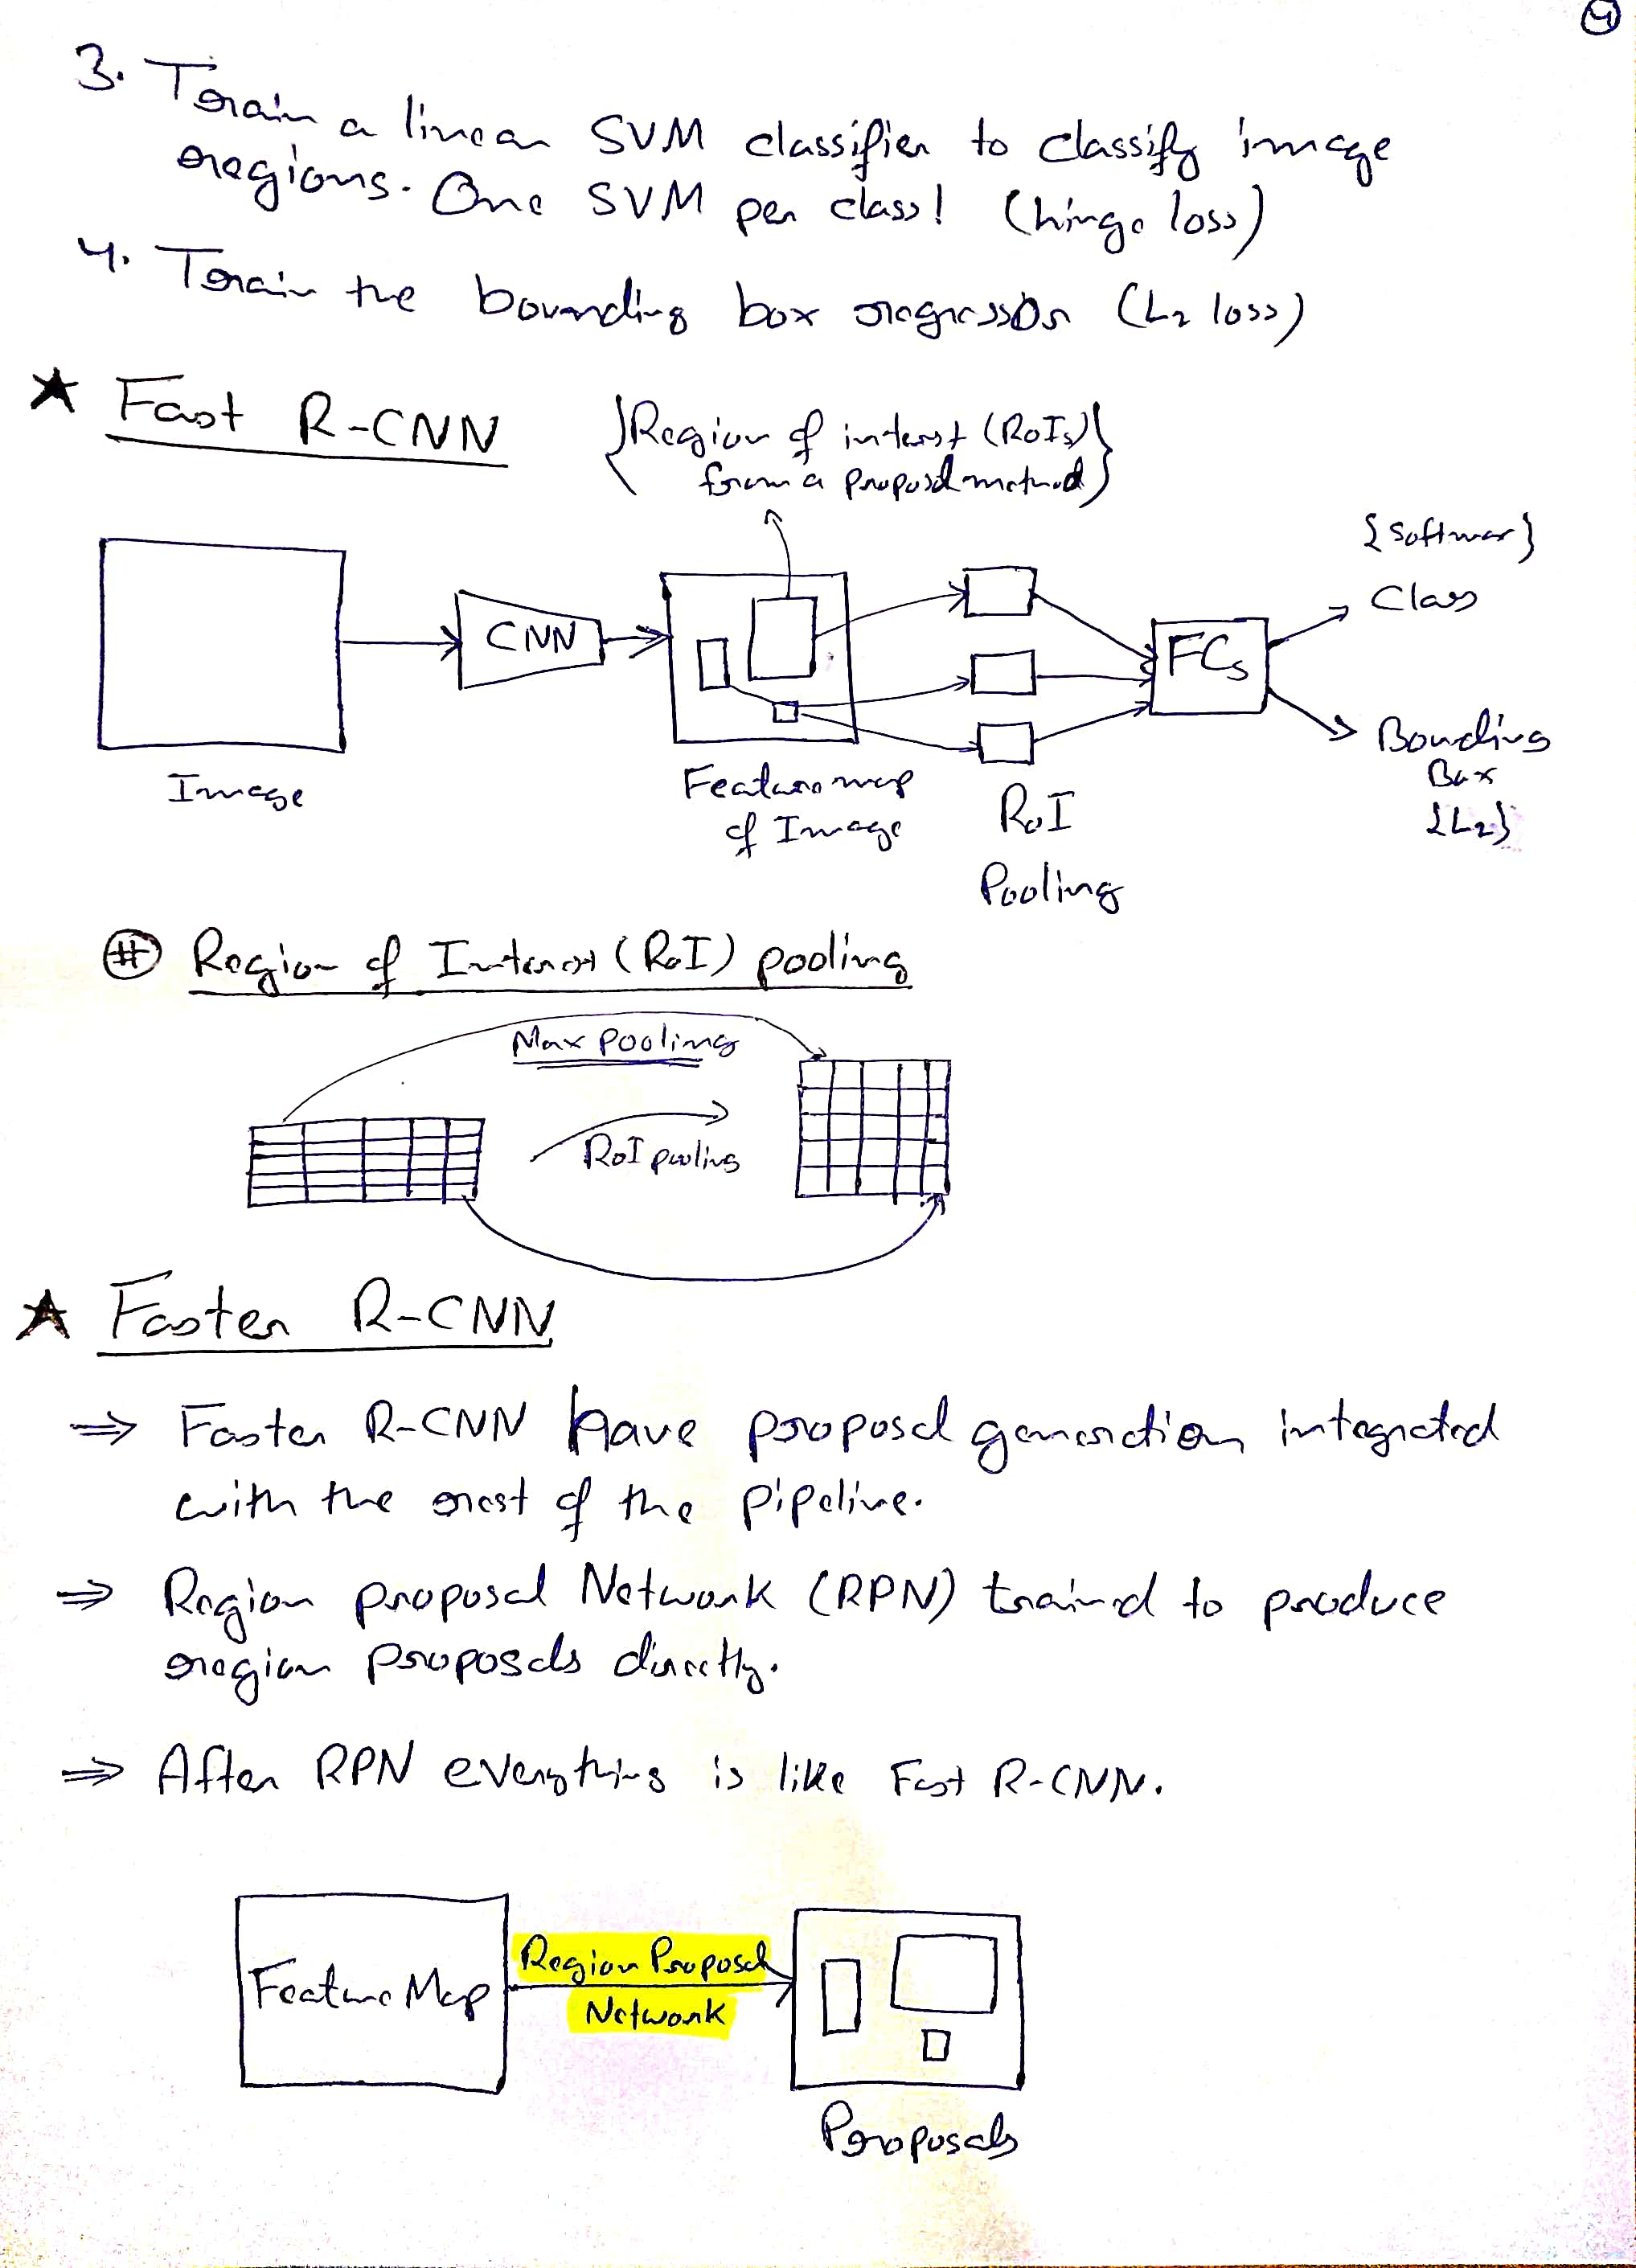 4
3. Train a linear SVM classifier to classify image
regions. One SVM per class! (hinge loss)
4. Train the bounding box regressor (L2 loss)
★ Fast R-CNN
{Region of interest (RoIs)
from a proposal method}
{Softmax}
Class
CNN
FCs
Bounding
Box
{L2}
Image
Feature map
of Image
RoI
Pooling
# Region of Interest (RoI) pooling
Max Pooling
RoI pooling
★ Faster R-CNN
⇒ Faster R-CNN have proposal generation integrated
with the rest of the pipeline.
⇒ Region proposal Network (RPN) trained to produce
region proposals directly.
⇒ After RPN everything is like Fast R-CNN.
Feature Map
Region Proposal
Network
Proposals